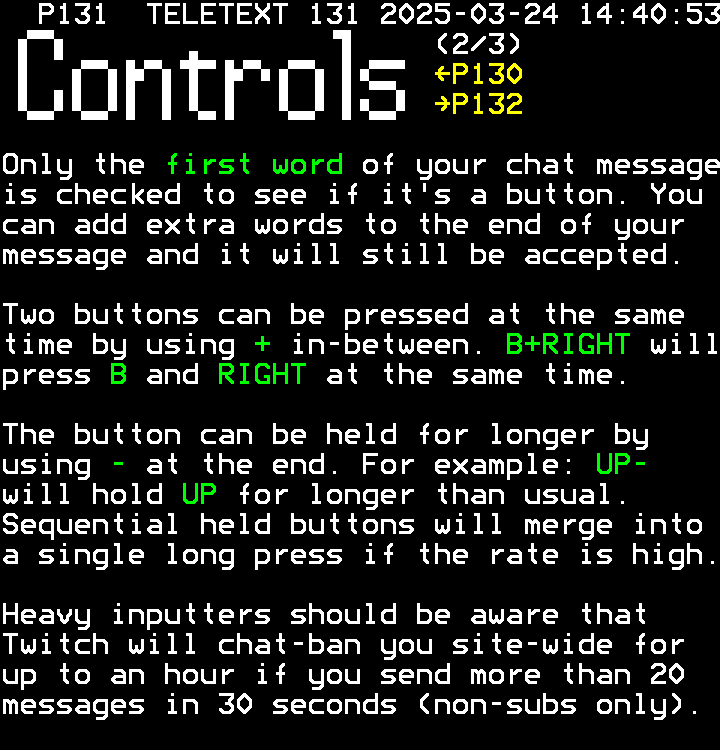 P131 TELETEXT 131 2025-03-24 14:40:53
Controls
(2/3)
←P130
→P132
Only the first word of your chat message
is checked to see if it's a button. You
can add extra words to the end of your
message and it will still be accepted.
Two buttons can be pressed at the same
time by using + in-between. B+RIGHT will
press B and RIGHT at the same time.
The button can be held for longer by
using - at the end. For example: UP-
will hold UP for longer than usual.
Sequential held buttons will merge into
a single long press if the rate is high.
Heavy inputters should be aware that
Twitch will chat-ban you site-wide for
up to an hour if you send more than 20
messages in 30 seconds (non-subs only).